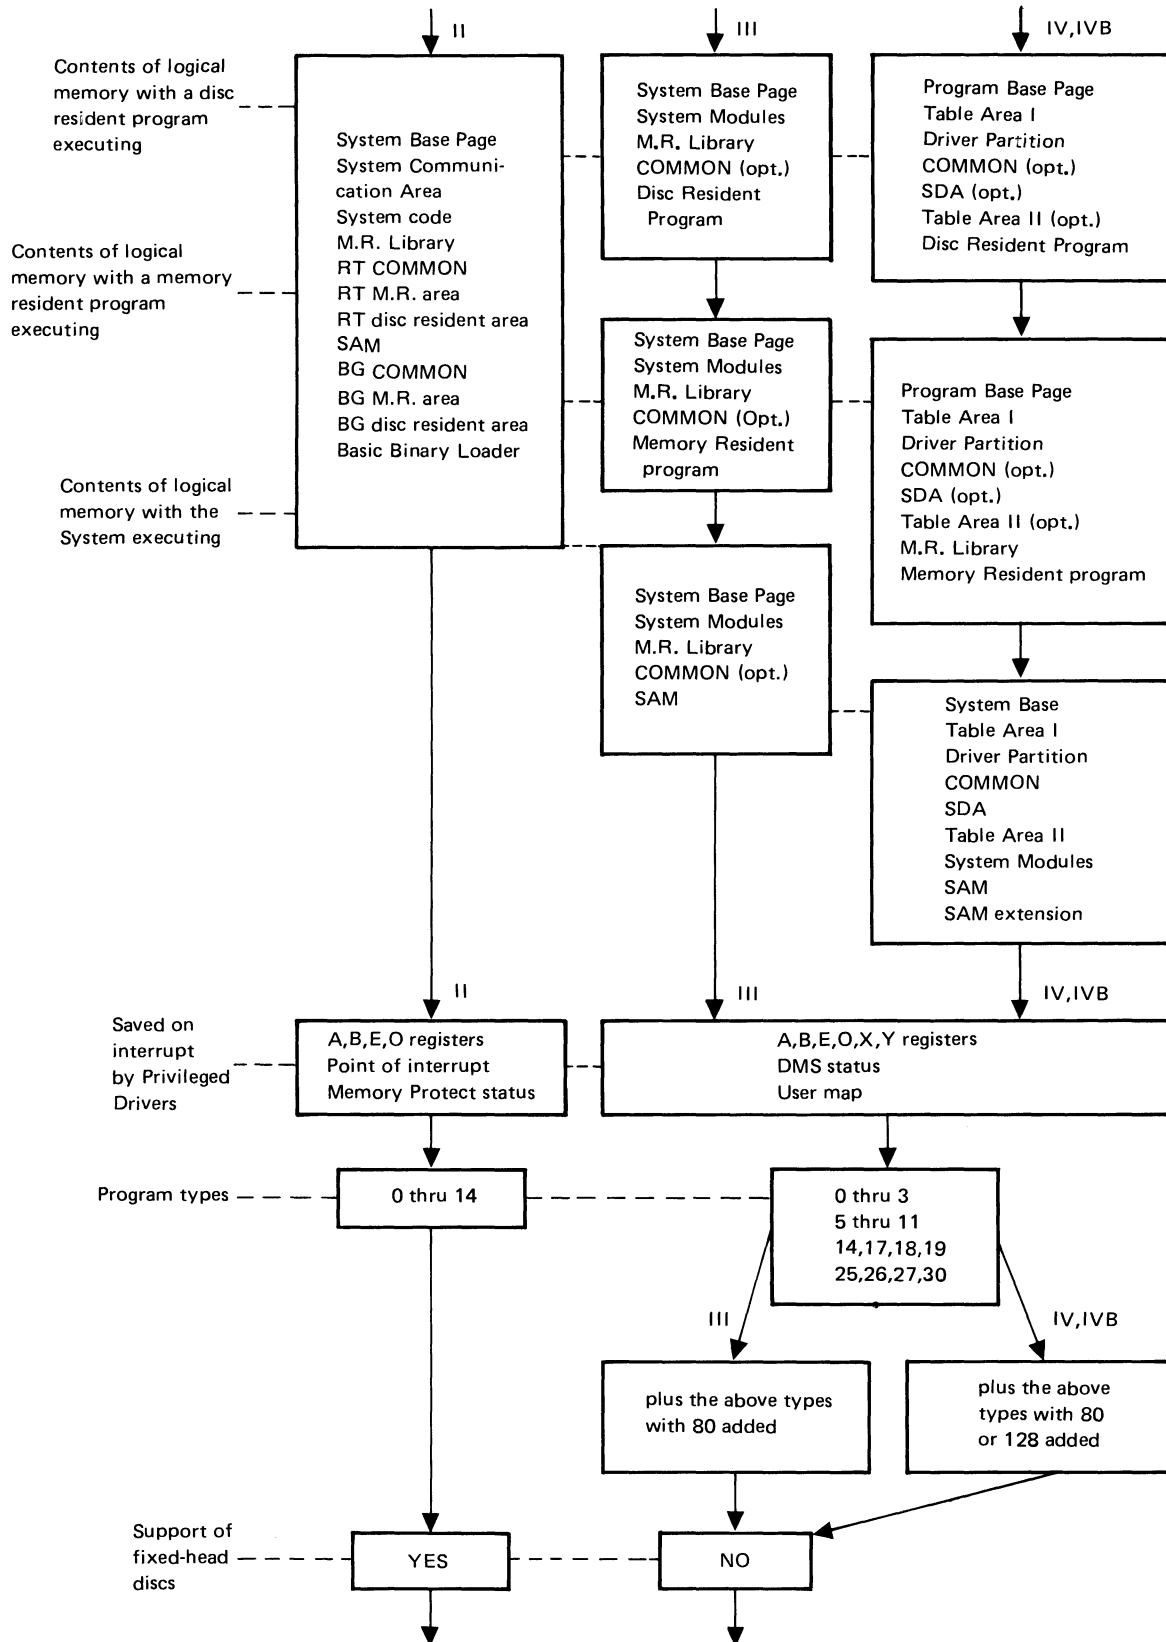 II
III
IV,IVB
Contents of logical
memory with a disc
resident program
executing
Contents of logical
memory with a memory
resident program
executing
Contents of logical
memory with the
System executing
System Base Page
System Communi-
cation Area
System code
M.R. Library
RT COMMON
RT M.R. area
RT disc resident area
SAM
BG COMMON
BG M.R. area
BG disc resident area
Basic Binary Loader
System Base Page
System Modules
M.R. Library
COMMON (opt.)
Disc Resident
Program
Program Base Page
Table Area I
Driver Partition
COMMON (opt.)
SDA (opt.)
Table Area II (opt.)
Disc Resident Program
System Base Page
System Modules
M.R. Library
COMMON (Opt.)
Memory Resident
program
Program Base Page
Table Area I
Driver Partition
COMMON (opt.)
SDA (opt.)
Table Area II (opt.)
M.R. Library
Memory Resident program
System Base Page
System Modules
M.R. Library
COMMON (opt.)
SAM
System Base
Table Area I
Driver Partition
COMMON
SDA
Table Area II
System Modules
SAM
SAM extension
II
III
IV,IVB
Saved on
interrupt
by Privileged
Drivers
A,B,E,O registers
Point of interrupt
Memory Protect status
A,B,E,O,X,Y registers
DMS status
User map
Program types
0 thru 14
0 thru 3
5 thru 11
14,17,18,19
25,26,27,30
III
IV,IVB
plus the above types
with 80 added
plus the above
types with 80
or 128 added
Support of
fixed-head
discs
YES
NO